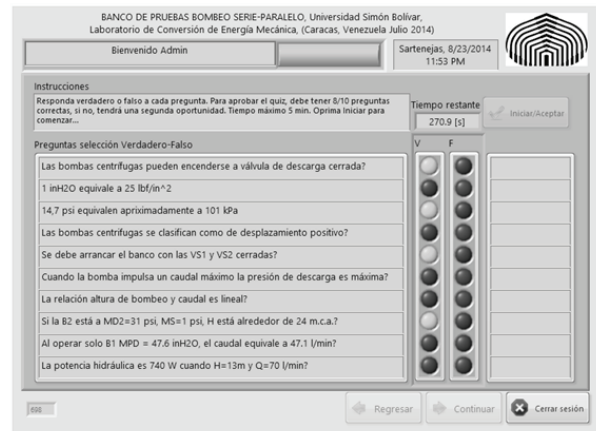 BANCO DE PRUEBAS BOMBEO SERIE-PARALELO, Universidad Simón Bolívar,
Laboratorio de Conversión de Energía Mecánica, (Caracas, Venezuela Julio 2014)
Bienvenido Admin
Sartenejas, 8/23/2014
11:53 PM
Instrucciones
Responda verdadero o falso a cada pregunta. Para aprobar el quiz, debe tener 8/10 preguntas
correctas, si no, tendrá una segunda oportunidad. Tiempo máximo 5 min. Oprima Iniciar para
comenzar...
Tiempo restante
270.9 [s]
Iniciar/Aceptar
Preguntas selección Verdadero-Falso
V F
Las bombas centrífugas pueden encenderse a válvula de descarga cerrada?
1 inH2O equivale a 25 lbf/in^2
14,7 psi equivalen apriximadamente a 101 kPa
Las bombas centrifugas se clasifican como de desplazamiento positivo?
Se debe arrancar el banco con las VS1 y VS2 cerradas?
Cuando la bomba impulsa un caudal máximo la presión de descarga es máxima?
La relación altura de bombeo y caudal es lineal?
Si la B2 está a MD2=31 psi, MS=1 psi, H está alrededor de 24 m.c.a.?
Al operar solo B1 MPD = 47.6 inH2O, el caudal equivale a 47.1 l/min?
La potencia hidráulica es 740 W cuando H=13m y Q=70 l/min?
698
Regresar
Continuar
Cerrar sesión